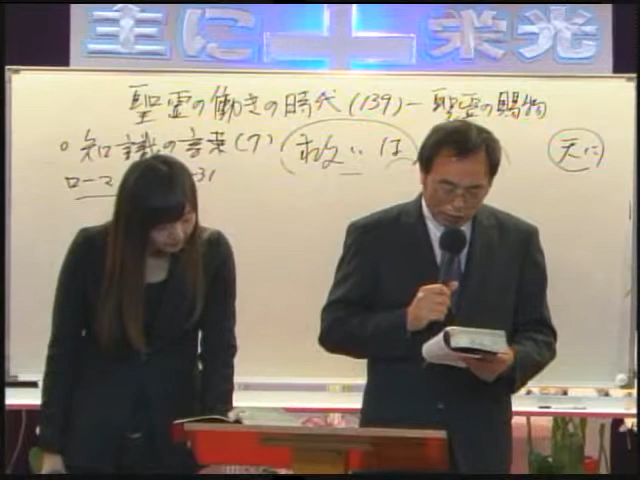 主に 栄光
聖霊の働きの時代(139)－聖霊の賜物
○知識の言葉(7) (救いは 天に
ローマ 31